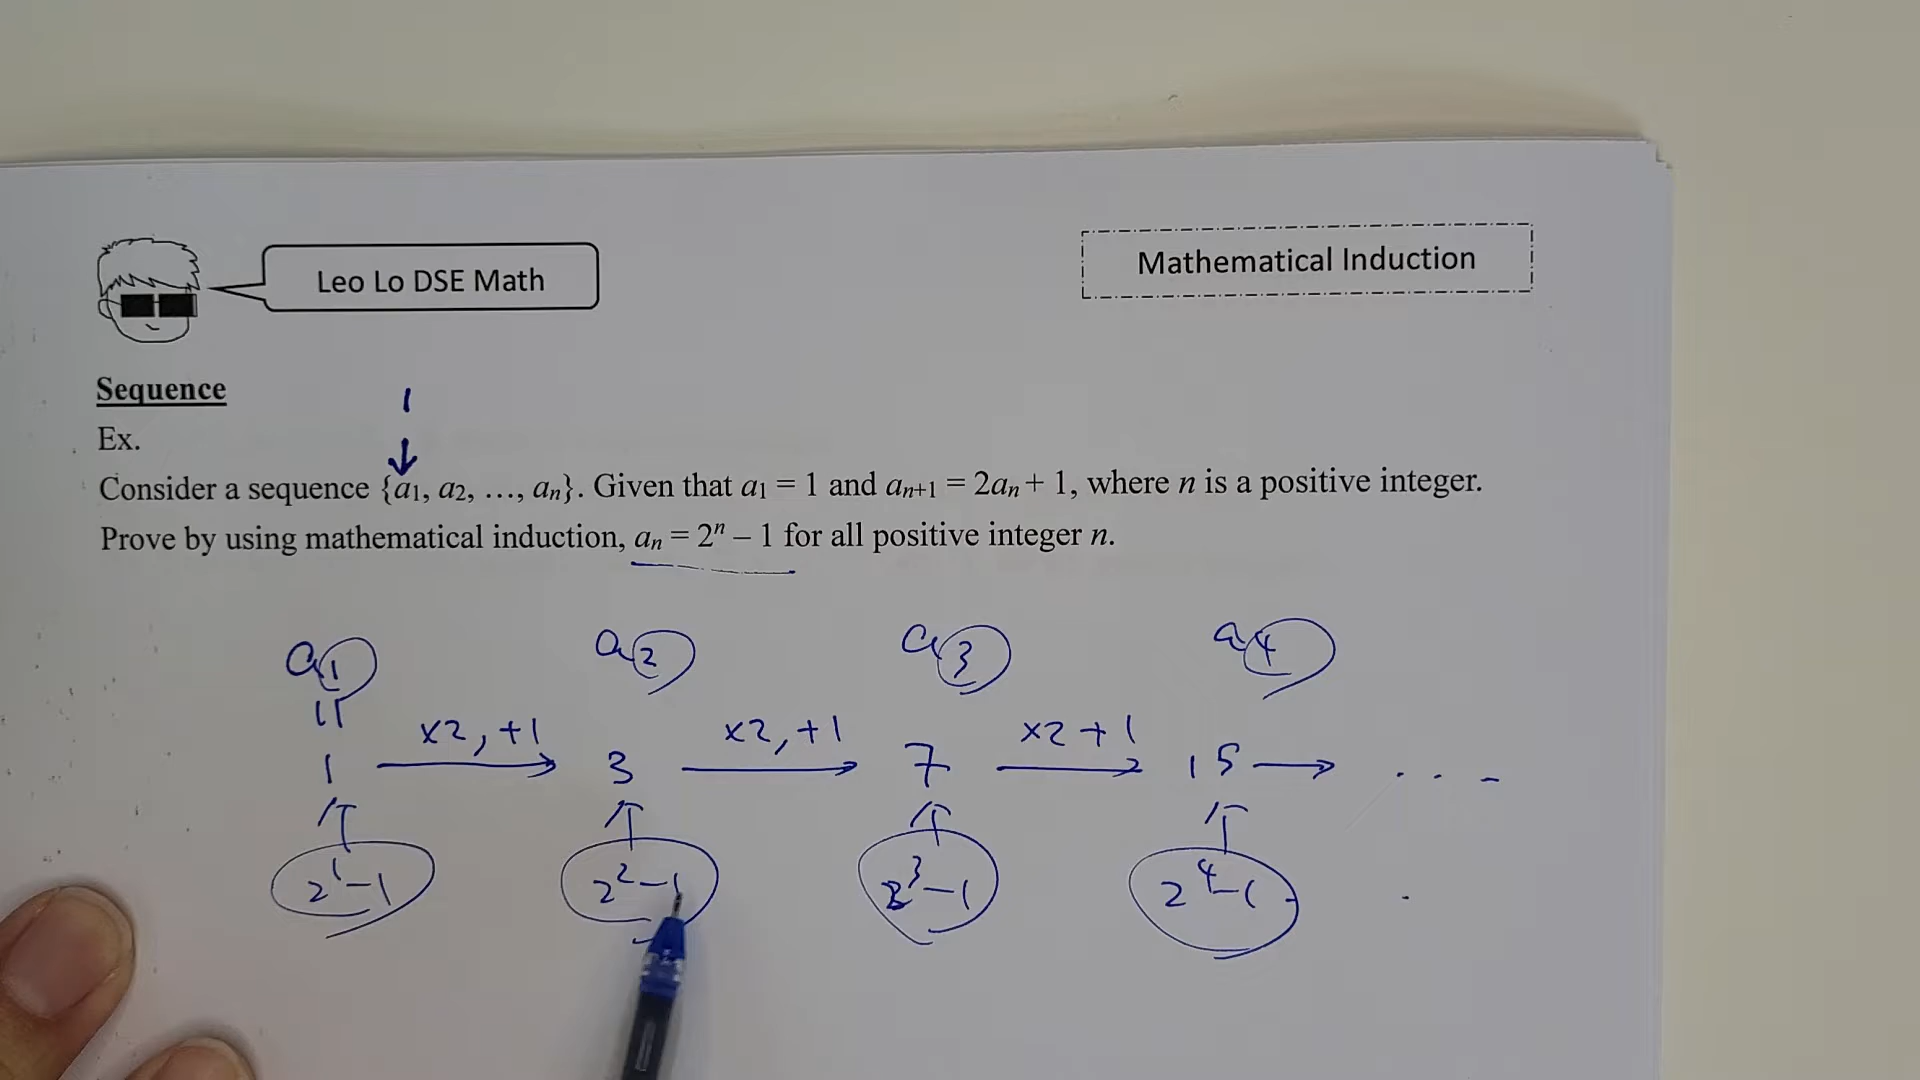 Leo Lo DSE Math
Mathematical Induction
Sequence
1
Ex.
Consider a sequence {a₁, a₂, …, aₙ}. Given that a₁ = 1 and aₙ₊₁ = 2aₙ + 1, where n is a positive integer.
Prove by using mathematical induction, aₙ = 2ⁿ – 1 for all positive integer n.
a₁ a₂ a₃ a₄
||
1 ×2, +1 → 3 ×2, +1 → 7 ×2 +1 → 15 → ...
2¹-1 2²-1 2³-1 2⁴-1 .